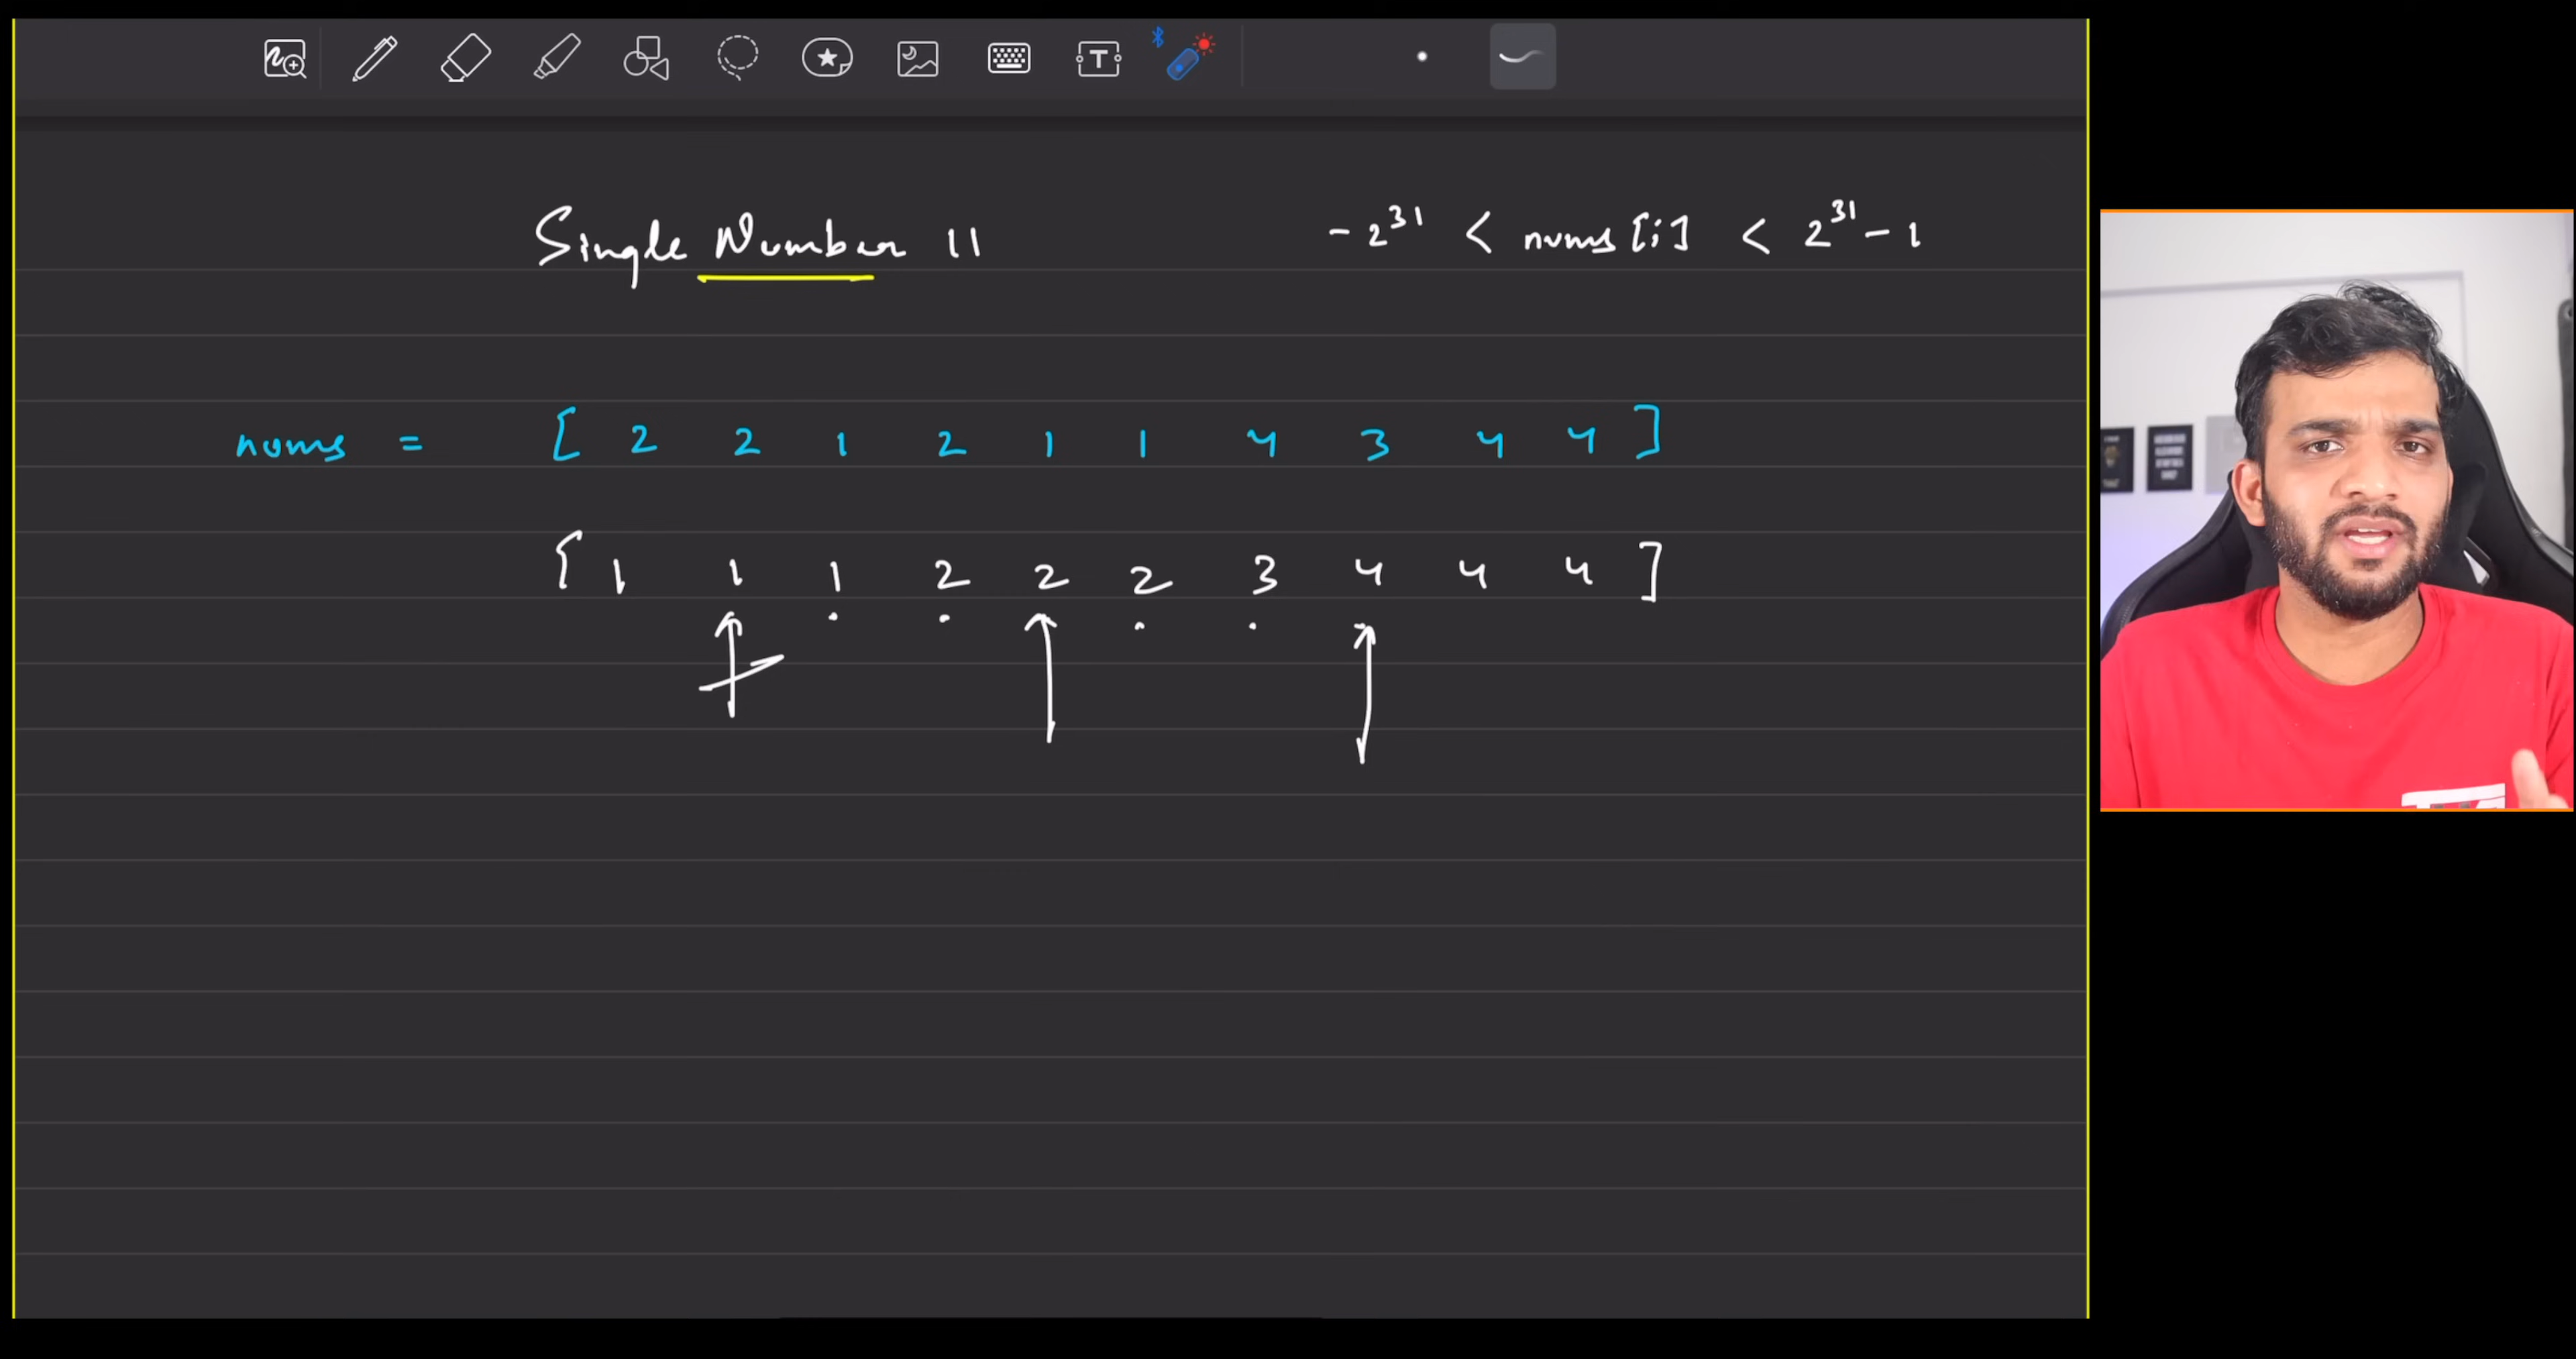 Single Number II
-2^31 < nums[i] < 2^31 - 1
nums = [ 2 2 1 2 1 1 4 3 4 4 ]
[ 1 1 1 2 2 2 3 4 4 4 ]